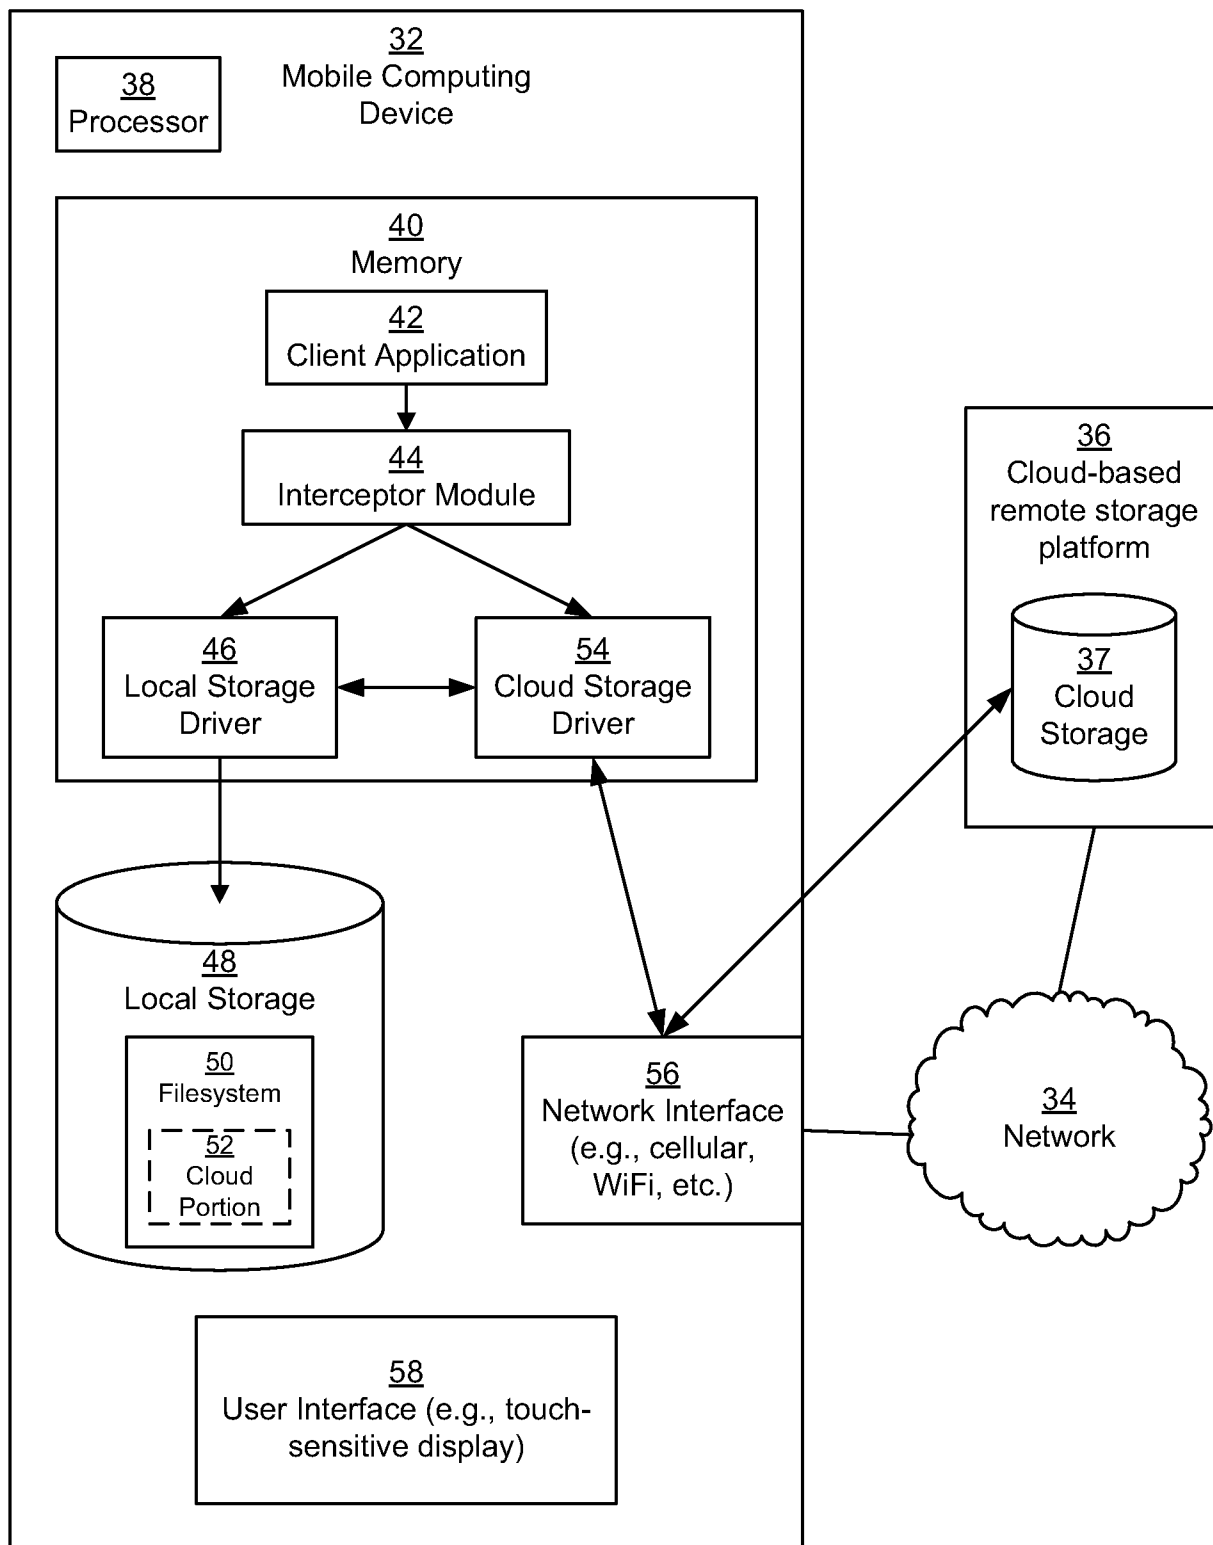 32
Mobile Computing
Device
38
Processor
40
Memory
42
Client Application
44
Interceptor Module
46
Local Storage
Driver
54
Cloud Storage
Driver
36
Cloud-based
remote storage
platform
37
Cloud
Storage
48
Local Storage
50
Filesystem
52
Cloud
Portion
56
Network Interface
(e.g., cellular,
WiFi, etc.)
34
Network
58
User Interface (e.g., touch-
sensitive display)